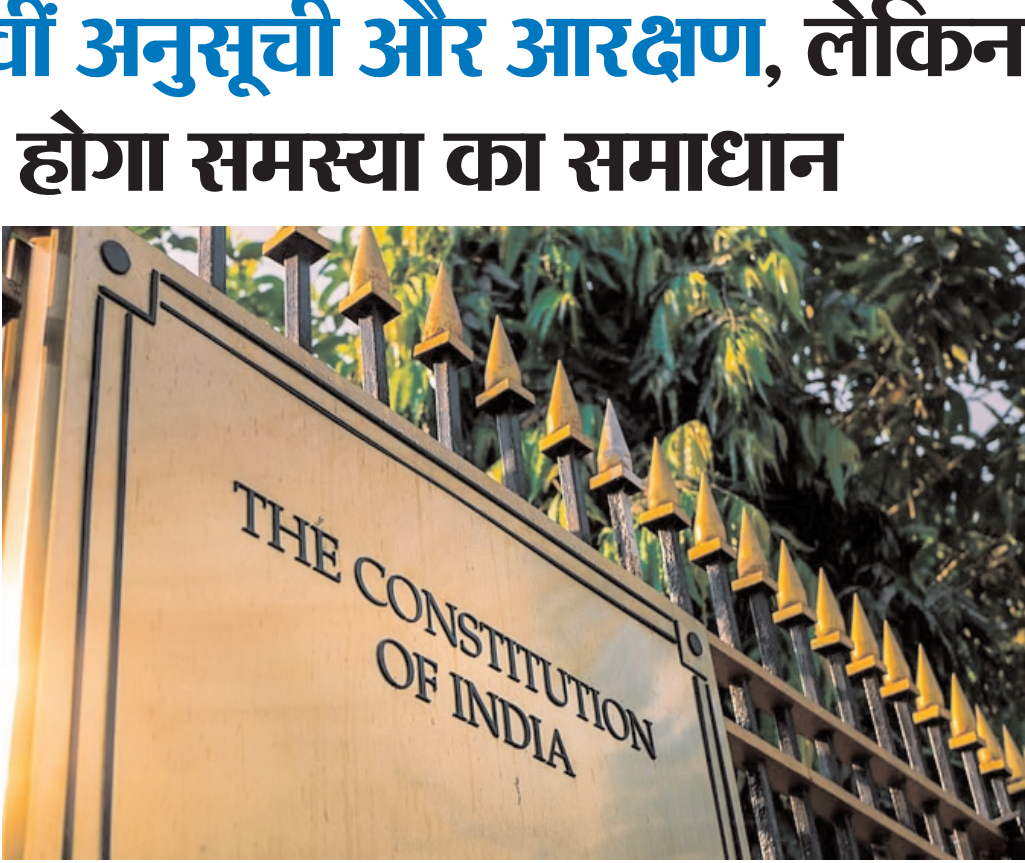 वीं अनुसूची और आरक्षण, लेकिन
होगा समस्या का समाधान
THE CONSTITUTION
OF INDIA